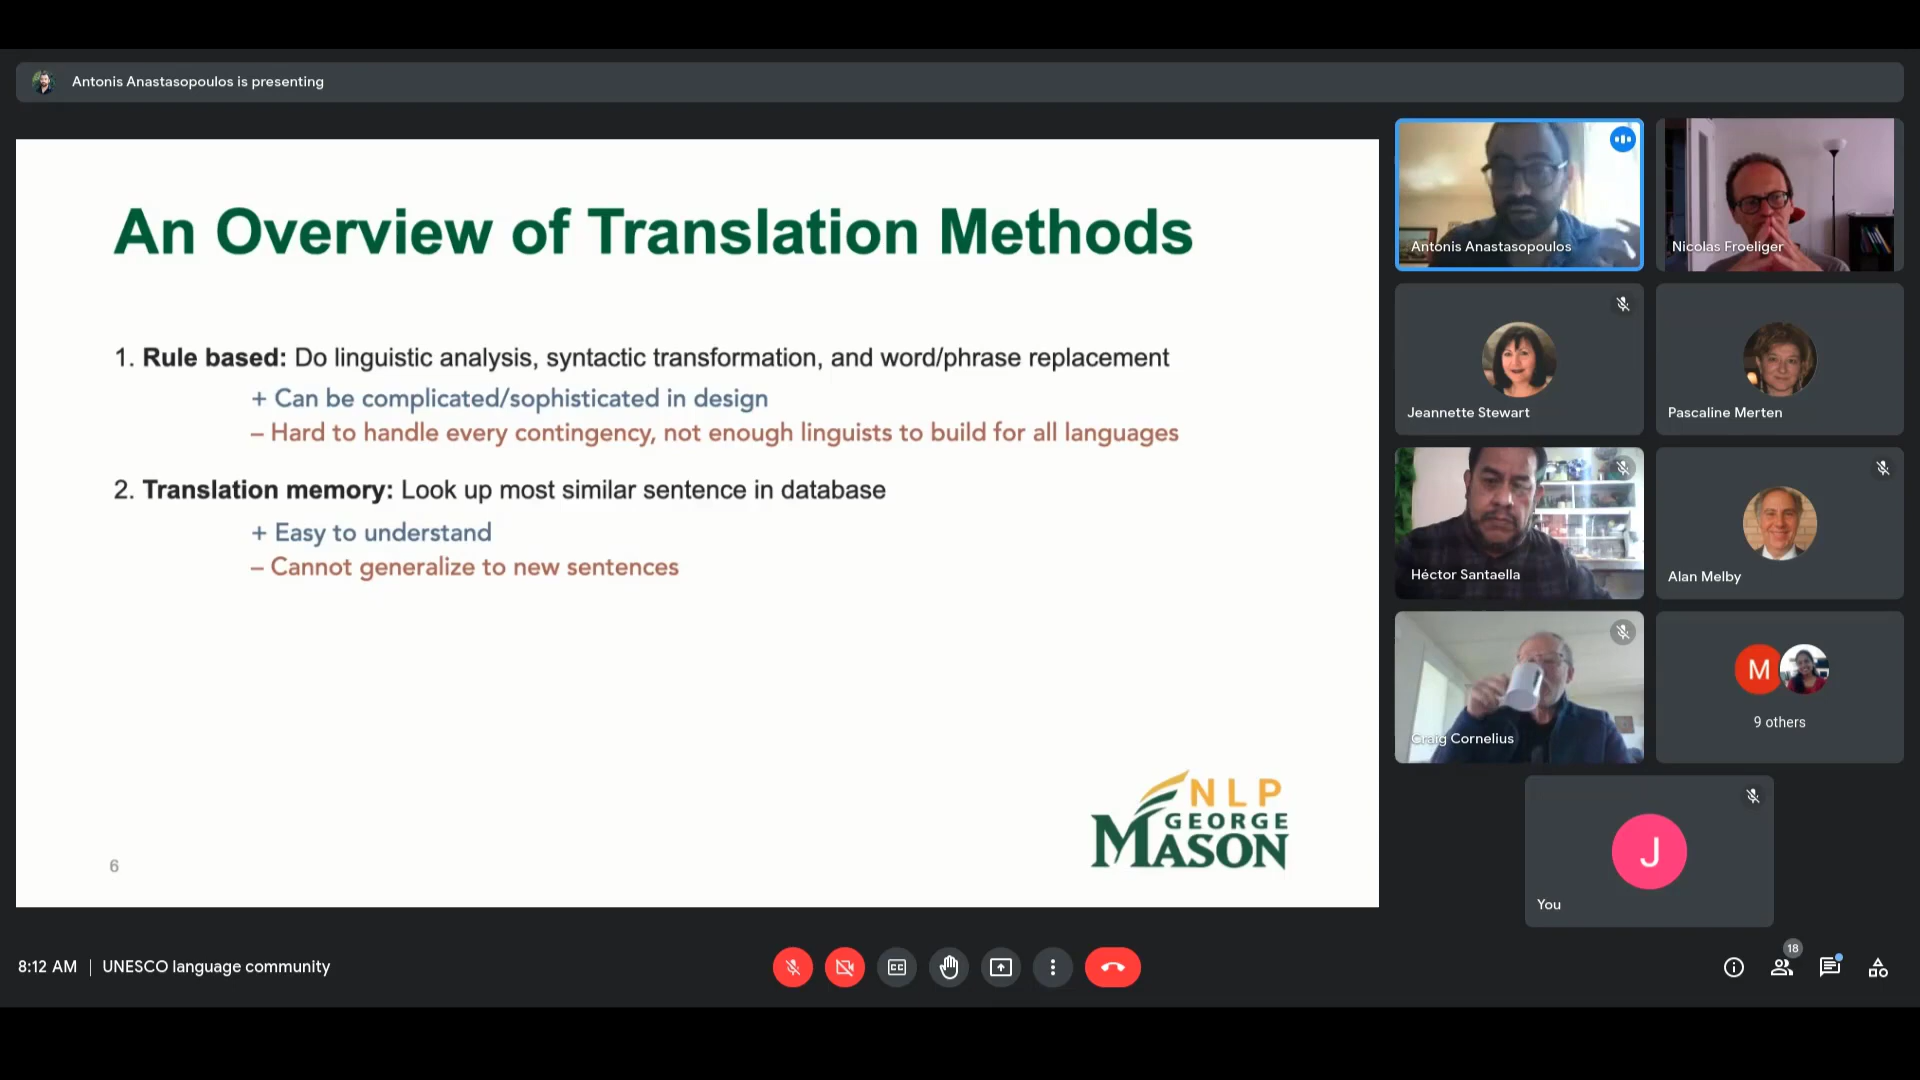 Antonis Anastasopoulos is presenting
An Overview of Translation Methods
1. Rule based: Do linguistic analysis, syntactic transformation, and word/phrase replacement
+ Can be complicated/sophisticated in design
– Hard to handle every contingency, not enough linguists to build for all languages
2. Translation memory: Look up most similar sentence in database
+ Easy to understand
– Cannot generalize to new sentences
NLP
GEORGE
MASON
6
Antonis Anastasopoulos
Nicolas Froeliger
Jeannette Stewart
Pascaline Merten
Héctor Santaella
Alan Melby
Craig Cornelius
M
9 others
J
You
8:12 AM | UNESCO language community
CC
18